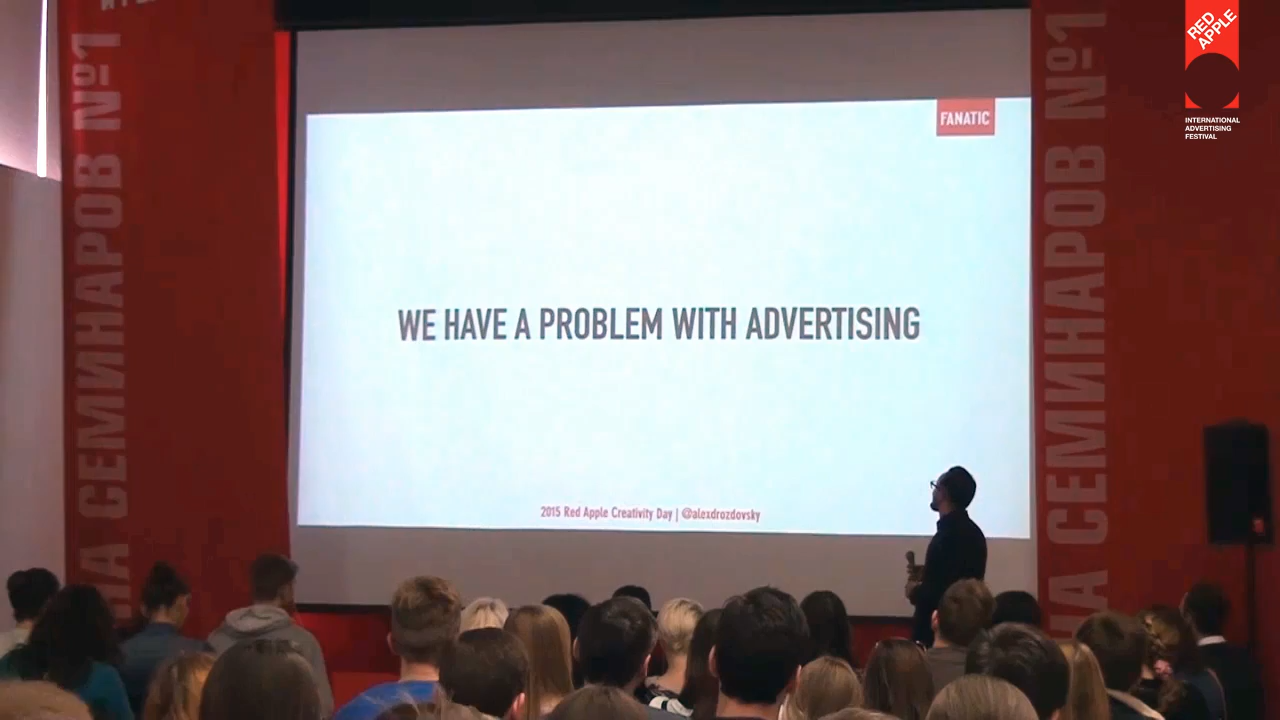 НА СЕМИНАРОВ №1
FANATIC
WE HAVE A PROBLEM WITH ADVERTISING
2015 Red Apple Creativity Day | @alexdrozdovsky
НА СЕМИНАРОВ №1
RED
APPLE
INTERNATIONAL
ADVERTISING
FESTIVAL